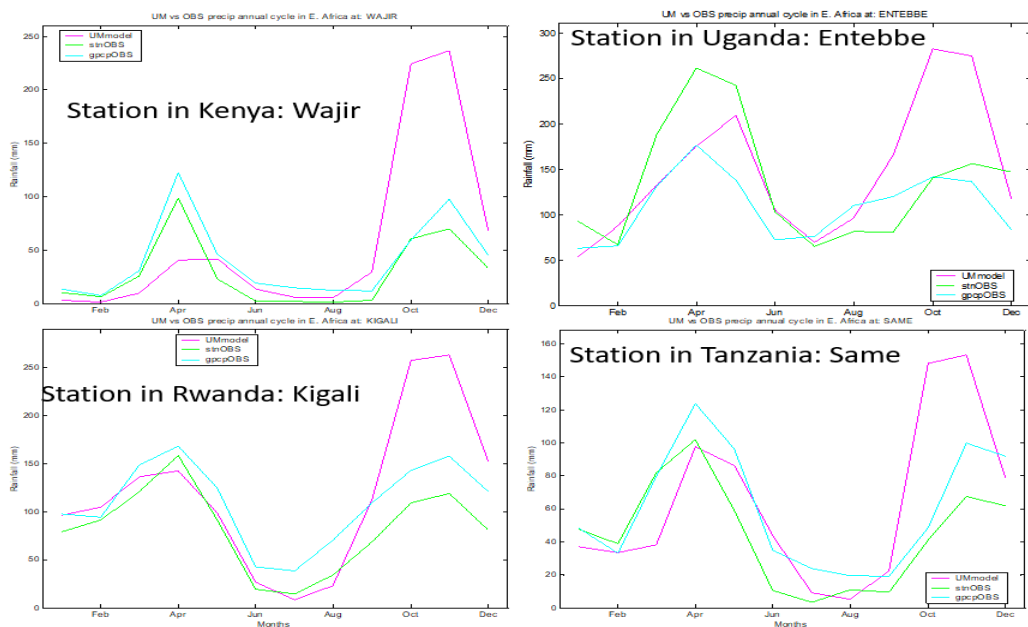 UM vs OBS precip annual cycle in E. Africa at: WAJIR
250
200
150
100
50
0
Rainfall (mm)
UMmodel
stnOBS
gpcpOBS
Station in Kenya: Wajir
Feb Apr Jun Aug Oct Dec
Months
UM vs OBS precip annual cycle in E. Africa at: ENTEBBE
Station in Uganda: Entebbe
300
250
200
150
100
50
0
Rainfall (mm)
UMmodel
stnOBS
gpcpOBS
Feb Apr Jun Aug Oct Dec
UM vs OBS precip annual cycle in E. Africa at: KIGALI
UMmodel
stnOBS
gpcpOBS
Station in Rwanda: Kigali
250
200
150
100
50
0
Rainfall (mm)
Feb Apr Jun Aug Oct Dec
Months
UM vs OBS precip annual cycle in E. Africa at: SAME
Station in Tanzania: Same
160
140
120
100
80
60
40
20
0
Rainfall (mm)
UMmodel
stnOBS
gpcpOBS
Feb Apr Jun Aug Oct Dec
Months